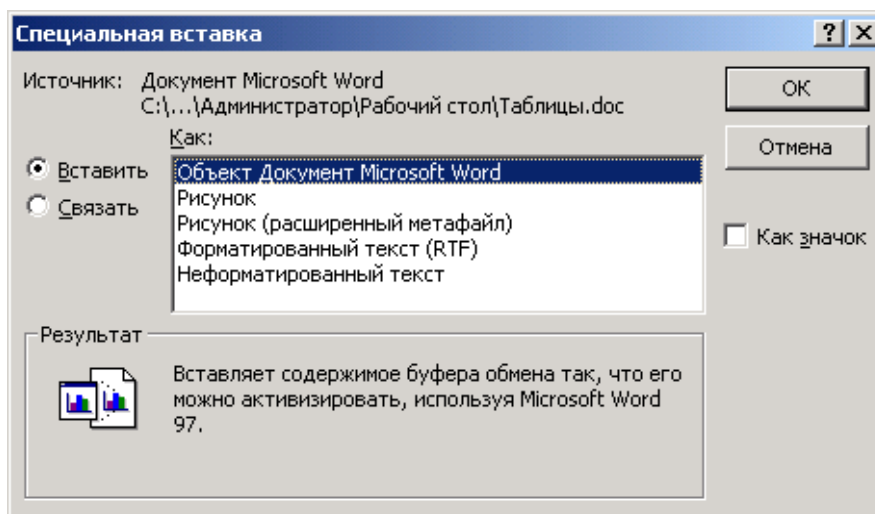 Специальная вставка
Источник: Документ Microsoft Word
C:\...\Администратор\Рабочий стол\Таблицы.doc
ОК
Отмена
Как:
Вставить
Связать
Объект Документ Microsoft Word
Рисунок
Рисунок (расширенный метафайл)
Форматированный текст (RTF)
Неформатированный текст
Как значок
Результат
Вставляет содержимое буфера обмена так, что его
можно активизировать, используя Microsoft Word
97.